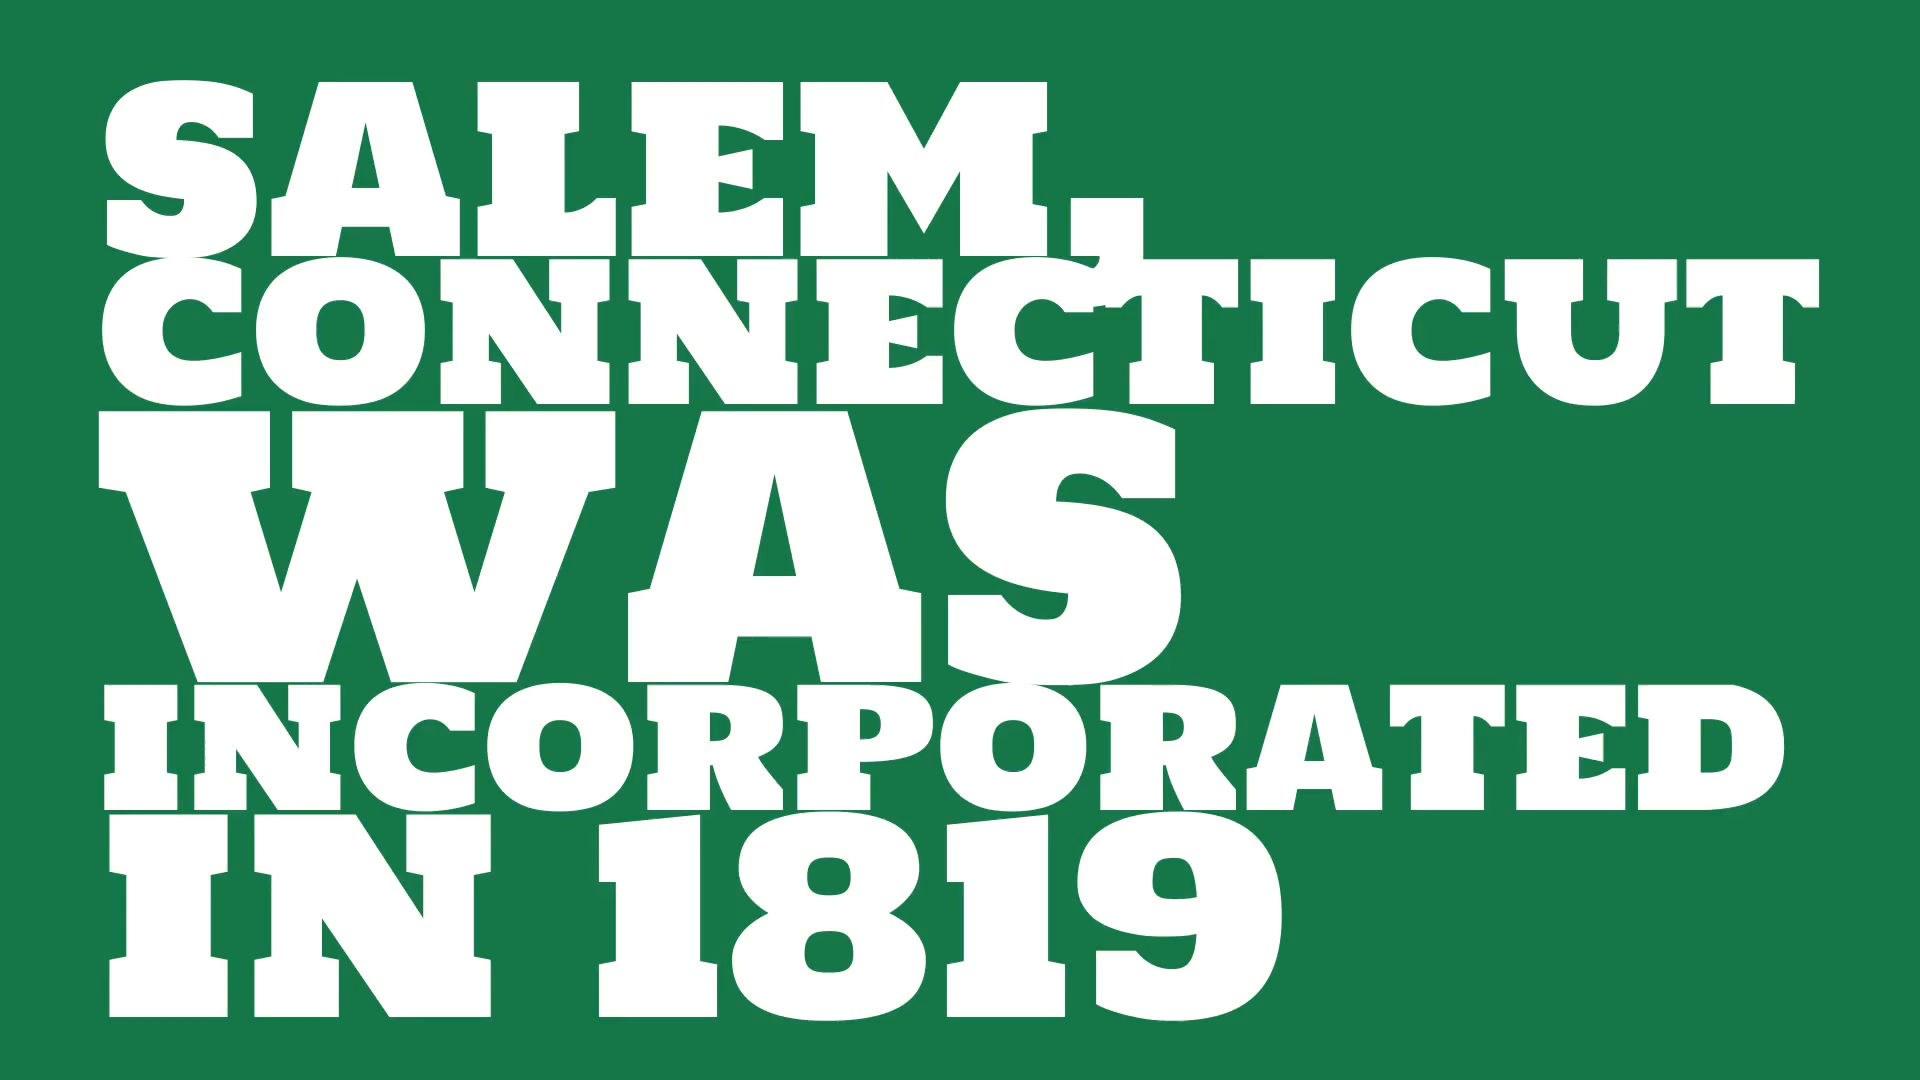 SALEM,
CONNECTICUT
WAS
INCORPORATED
IN 1819